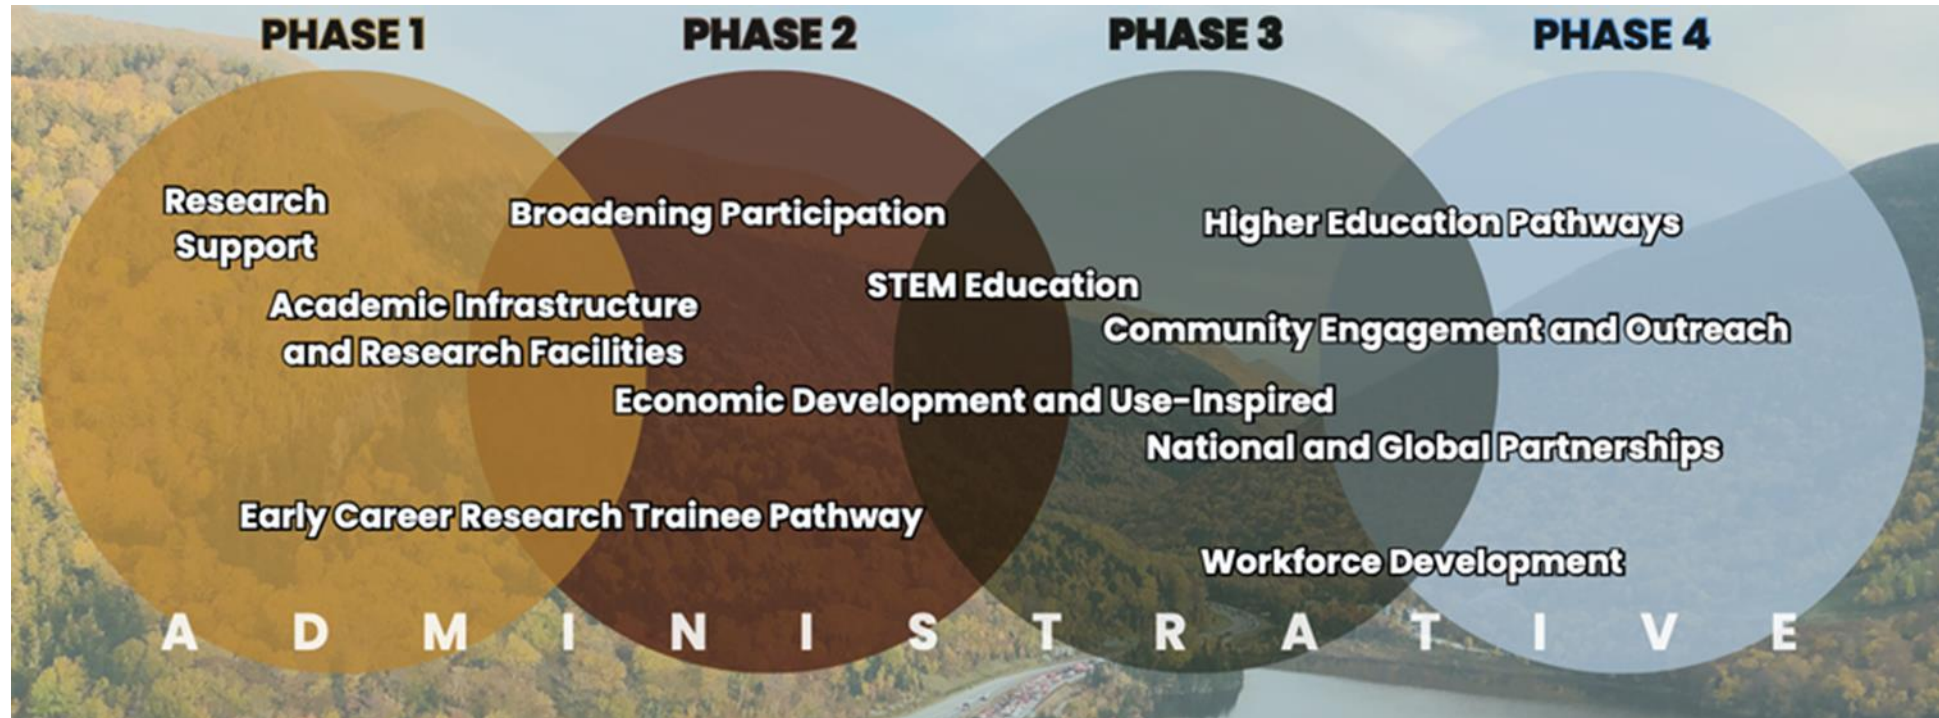 PHASE 1
PHASE 2
PHASE 3
PHASE 4
Research
Support
Academic Infrastructure
and Research Facilities
Early Career Research Trainee Pathway
Broadening Participation
STEM Education
Economic Development and Use-Inspired
Higher Education Pathways
Community Engagement and Outreach
National and Global Partnerships
Workforce Development
ADMINISTRATIVE